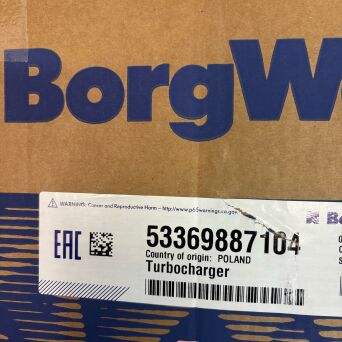 BorgW
WARNING: Cancer and Reproductive Harm – http://www.p65warnings.ca.gov
EAC
53369887104
Country of origin: POLAND
Turbocharger